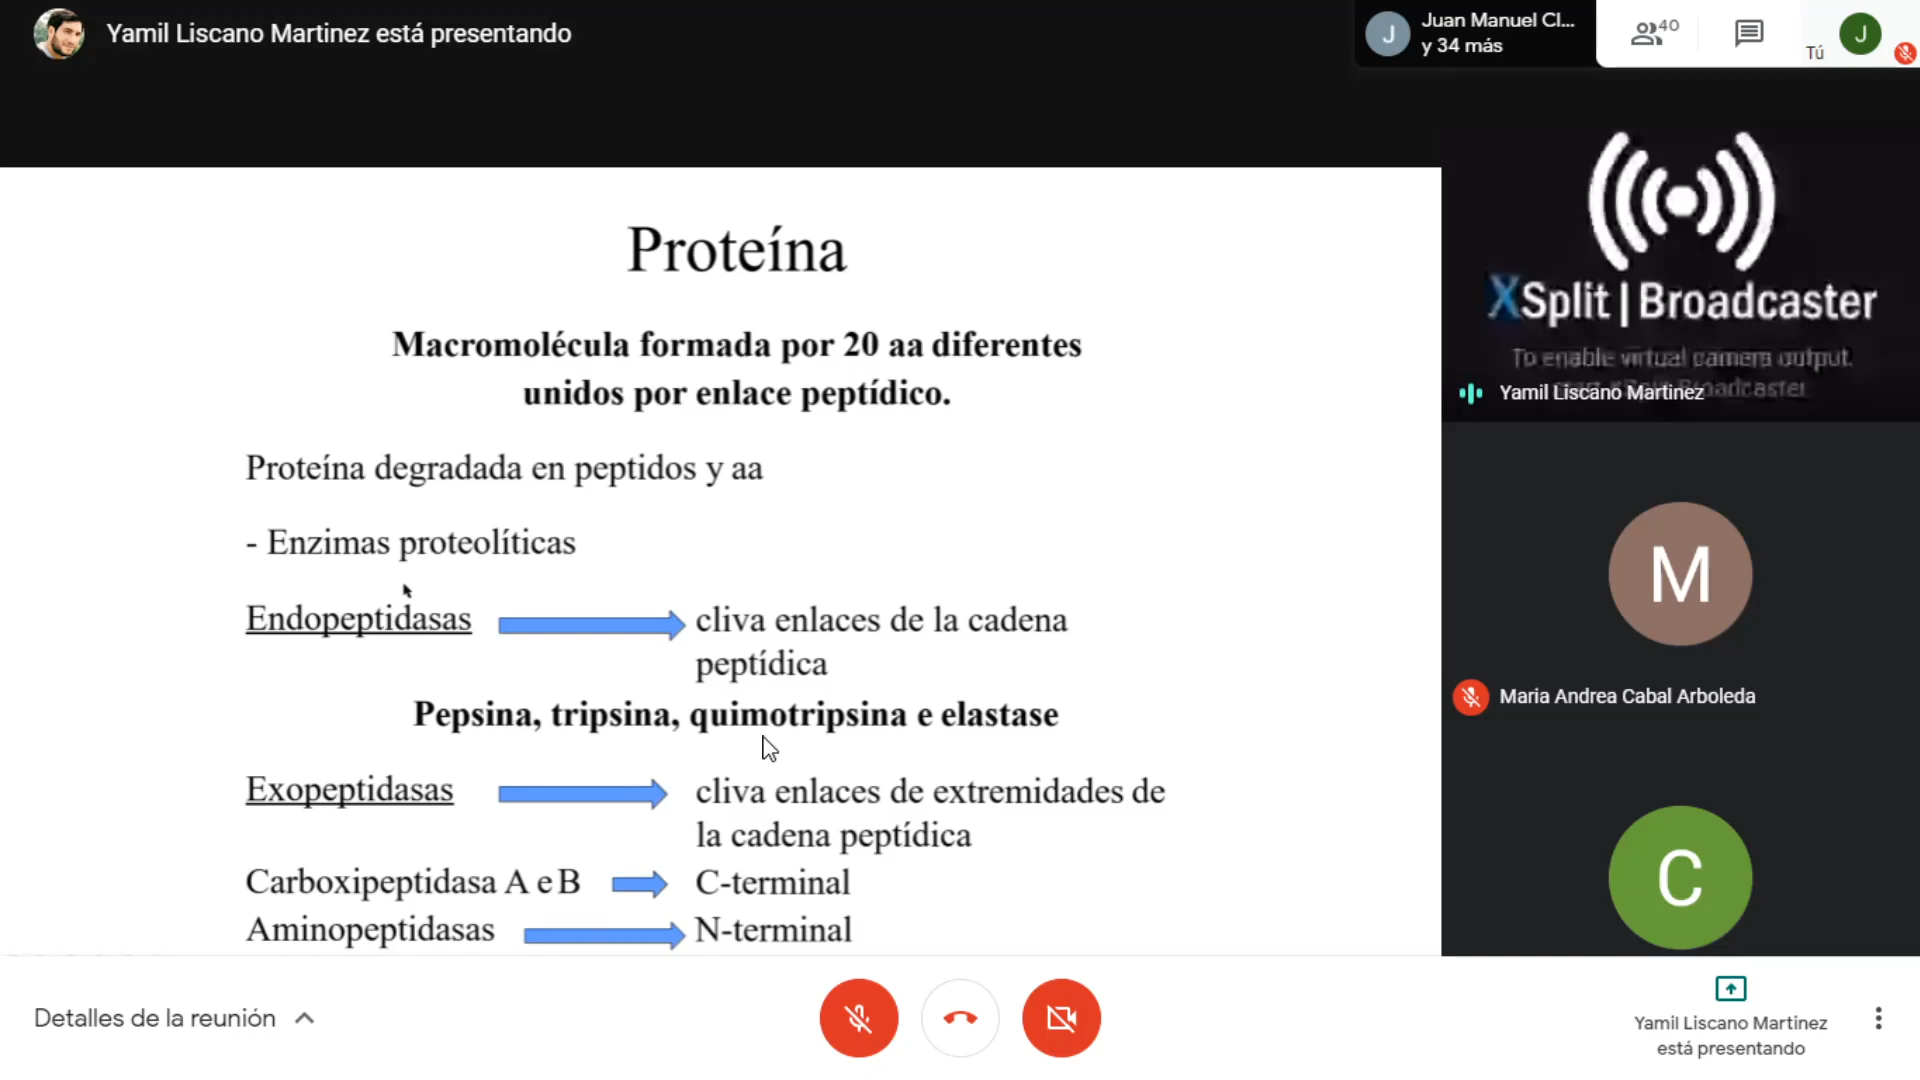 Yamil Liscano Martinez está presentando
Juan Manuel Cl...
y 34 más
40
Tú
J
J
Proteína
Macromolécula formada por 20 aa diferentes
unidos por enlace peptídico.
Proteína degradada en peptidos y aa
- Enzimas proteolíticas
Endopeptidasas
cliva enlaces de la cadena
peptídica
Pepsina, tripsina, quimotripsina e elastase
Exopeptidasas
cliva enlaces de extremidades de
la cadena peptídica
Carboxipeptidasa A e B
C-terminal
Aminopeptidasas
N-terminal
XSplit | Broadcaster
To enable virtual camera output
Broadcaster
Yamil Liscano Martinez
M
Maria Andrea Cabal Arboleda
C
Detalles de la reunión
Yamil Liscano Martinez
está presentando